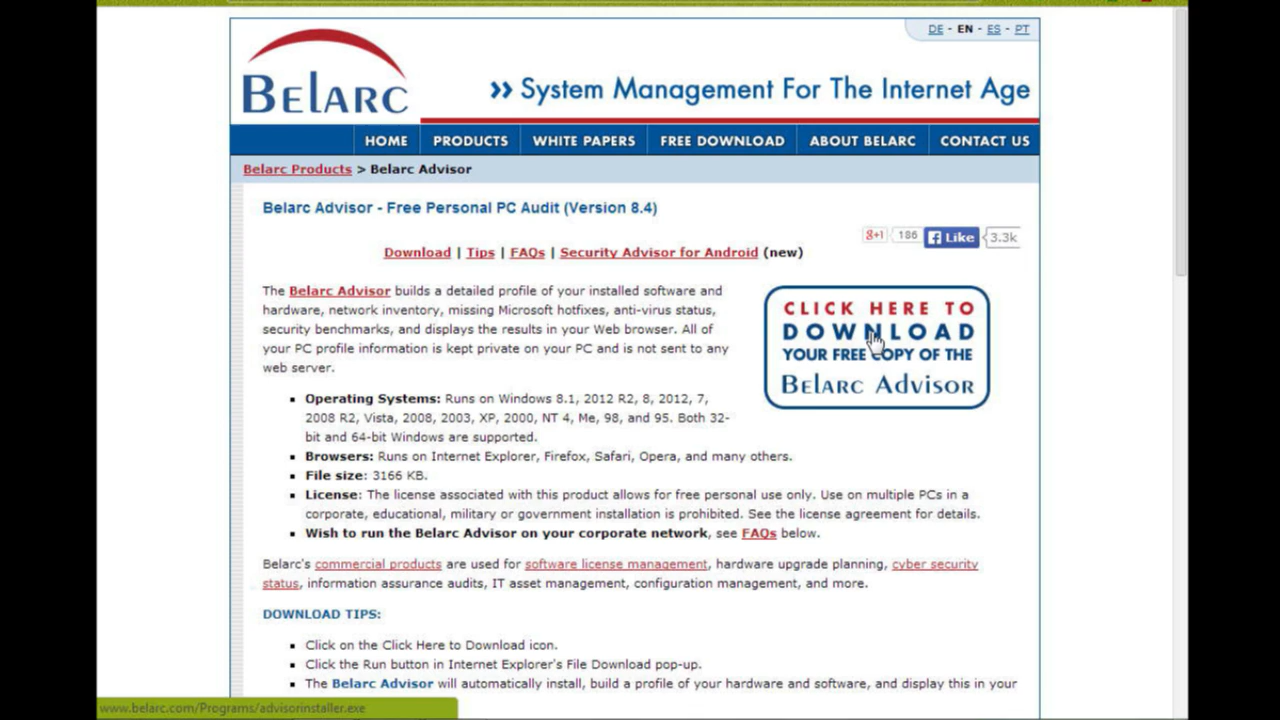 DE - EN - ES - PT
BELARC
System Management For The Internet Age
HOME PRODUCTS WHITE PAPERS FREE DOWNLOAD ABOUT BELARC CONTACT US
Belarc Products > Belarc Advisor
Belarc Advisor - Free Personal PC Audit (Version 8.4)
g+1 186 Like 3.3k
Download | Tips | FAQs | Security Advisor for Android (new)
The Belarc Advisor builds a detailed profile of your installed software and
hardware, network inventory, missing Microsoft hotfixes, anti-virus status,
security benchmarks, and displays the results in your Web browser. All of
your PC profile information is kept private on your PC and is not sent to any
web server.
CLICK HERE TO
DOWNLOAD
YOUR FREE COPY OF THE
BELARC ADVISOR
Operating Systems: Runs on Windows 8.1, 2012 R2, 8, 2012, 7,
2008 R2, Vista, 2008, 2003, XP, 2000, NT 4, Me, 98, and 95. Both 32-
bit and 64-bit Windows are supported.
Browsers: Runs on Internet Explorer, Firefox, Safari, Opera, and many others.
File size: 3166 KB.
License: The license associated with this product allows for free personal use only. Use on multiple PCs in a
corporate, educational, military or government installation is prohibited. See the license agreement for details.
Wish to run the Belarc Advisor on your corporate network, see FAQs below.
Belarc's commercial products are used for software license management, hardware upgrade planning, cyber security
status, information assurance audits, IT asset management, configuration management, and more.
DOWNLOAD TIPS:
Click on the Click Here to Download icon.
Click the Run button in Internet Explorer's File Download pop-up.
The Belarc Advisor will automatically install, build a profile of your hardware and software, and display this in your
www.belarc.com/Programs/advisorinstaller.exe